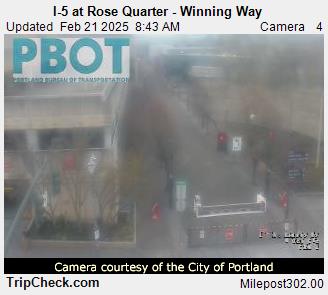 I-5 at Rose Quarter - Winning Way
Updated Feb 21 2025 8:43 AM Camera 4
PBOT
PORTLAND BUREAU OF TRANSPORTATION
Camera courtesy of the City of Portland
TripCheck.com Milepost302.00